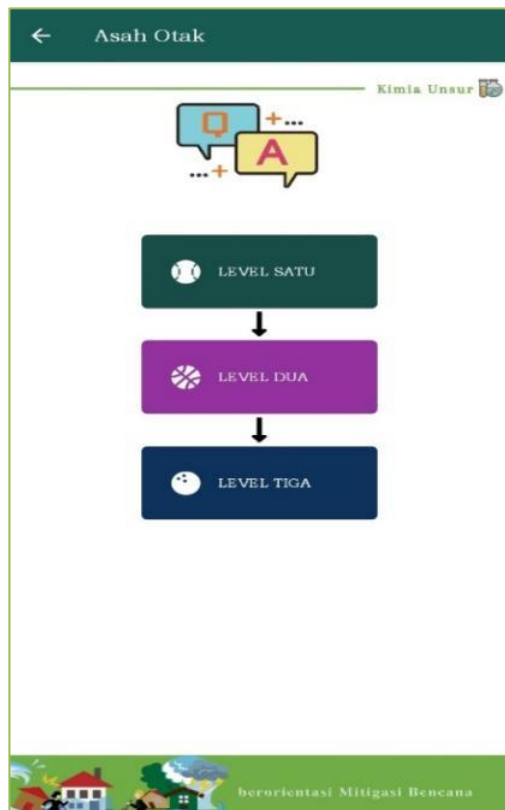 Asah Otak
Kimia Unsur
Q
+...
A
...+
LEVEL SATU
LEVEL DUA
LEVEL TIGA
berorientasi Mitigasi Bencana